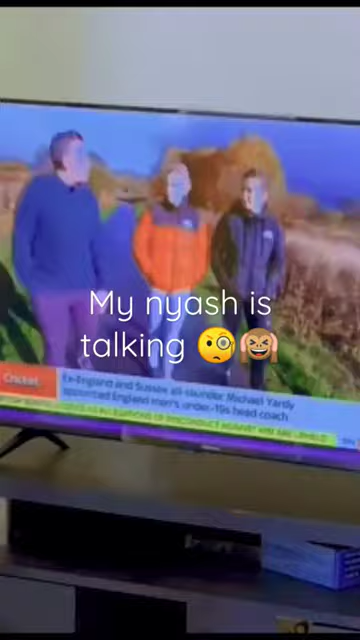 My nyash is
talking 🧐🙈
Cricket
Ex-England and Sussex all-rounder Michael Yardy
appointed England men's under-19s head coach